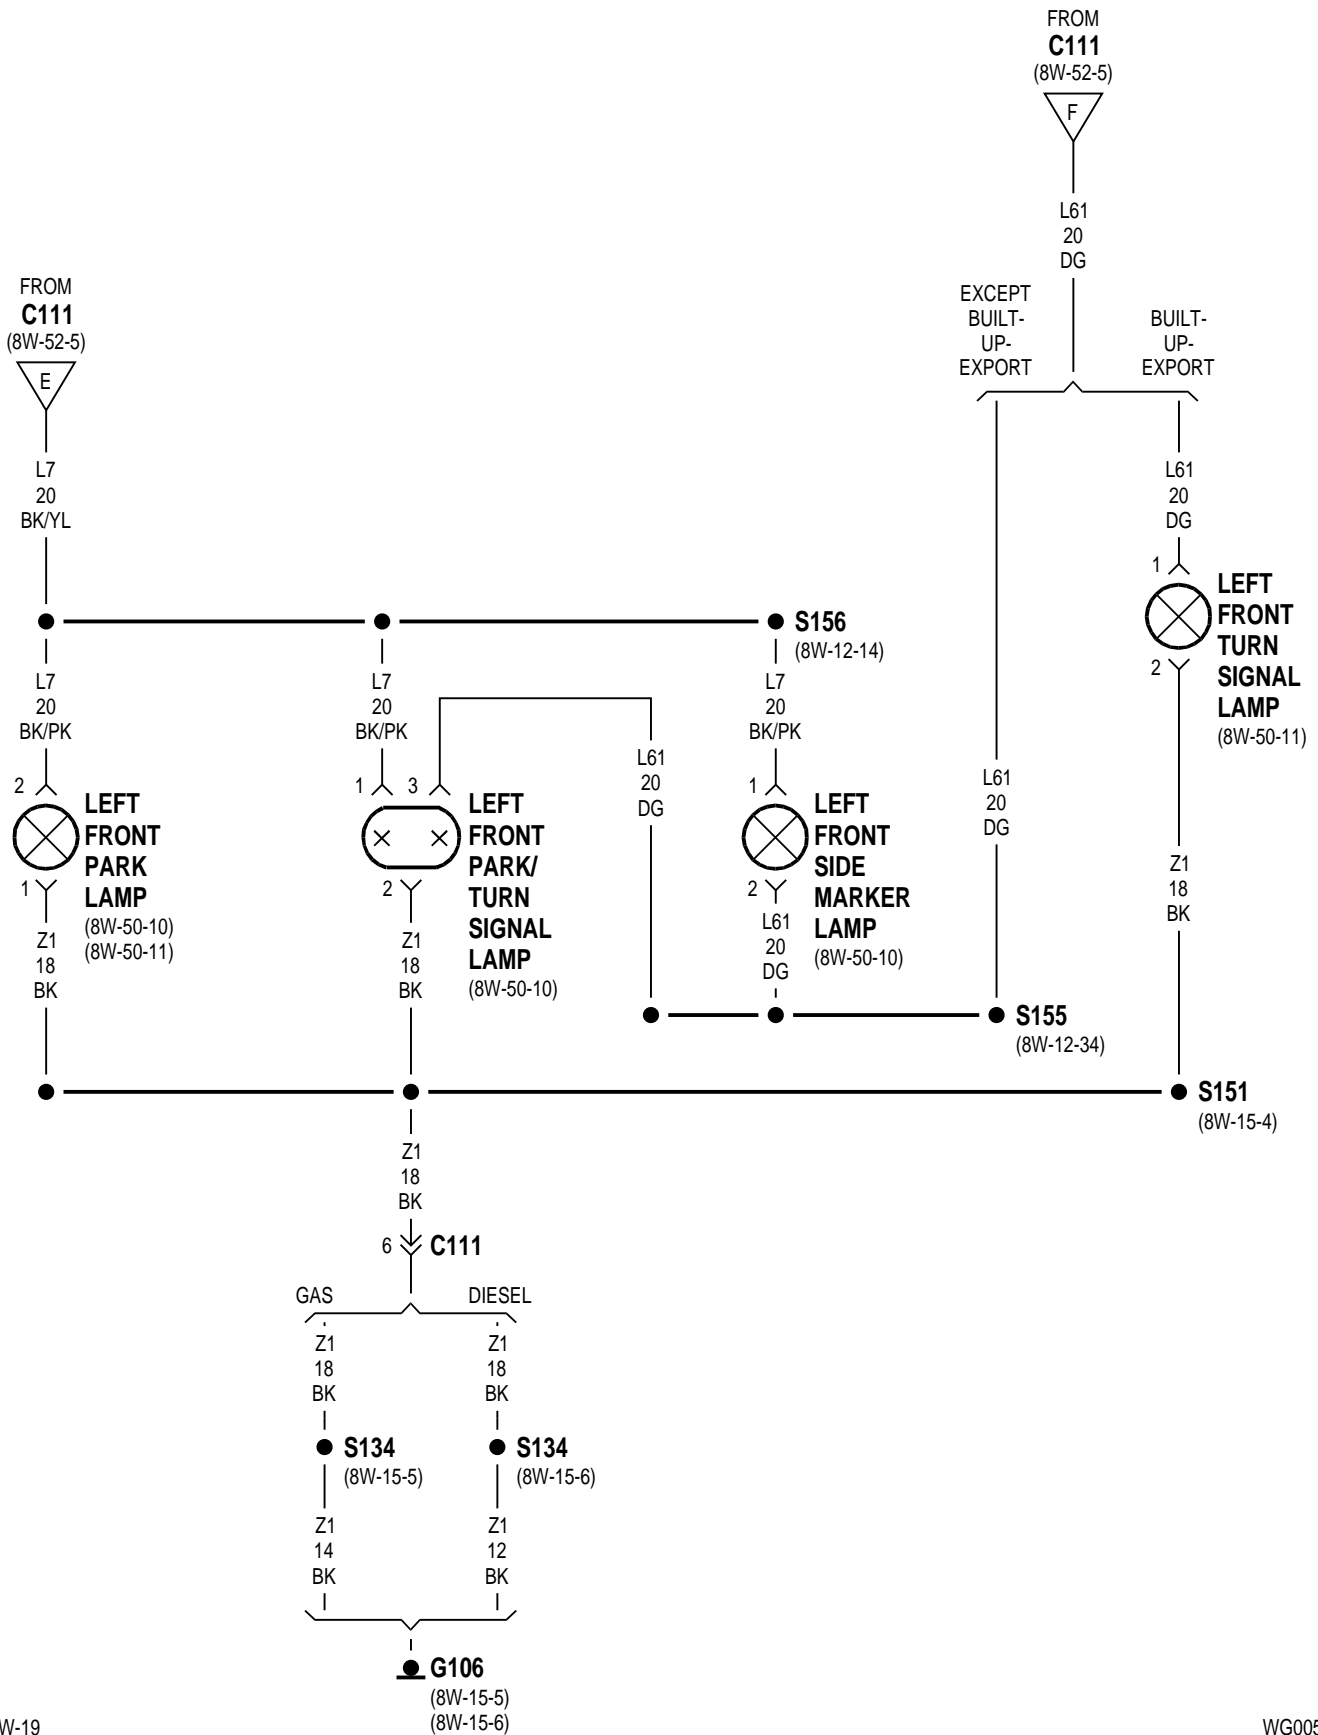 FROM
C111
(8W-52-5)
F
L61
20
DG
EXCEPT
BUILT-
UP-
EXPORT
BUILT-
UP-
EXPORT
FROM
C111
(8W-52-5)
E
L7
20
BK/YL
L61
20
DG
1
LEFT
FRONT
TURN
SIGNAL
LAMP
(8W-50-11)
2
S156
(8W-12-14)
L7
20
BK/PK
L7
20
BK/PK
L7
20
BK/PK
L61
20
DG
L61
20
DG
2
LEFT
FRONT
PARK
LAMP
(8W-50-10)
(8W-50-11)
1
1 3
LEFT
FRONT
PARK/
TURN
SIGNAL
LAMP
(8W-50-10)
2
1
LEFT
FRONT
SIDE
MARKER
LAMP
(8W-50-10)
2
Z1
18
BK
Z1
18
BK
Z1
18
BK
L61
20
DG
S155
(8W-12-34)
S151
(8W-15-4)
Z1
18
BK
6 C111
GAS
DIESEL
Z1
18
BK
Z1
18
BK
S134
(8W-15-5)
S134
(8W-15-6)
Z1
14
BK
Z1
12
BK
G106
(8W-15-5)
(8W-15-6)
W-19
WG005